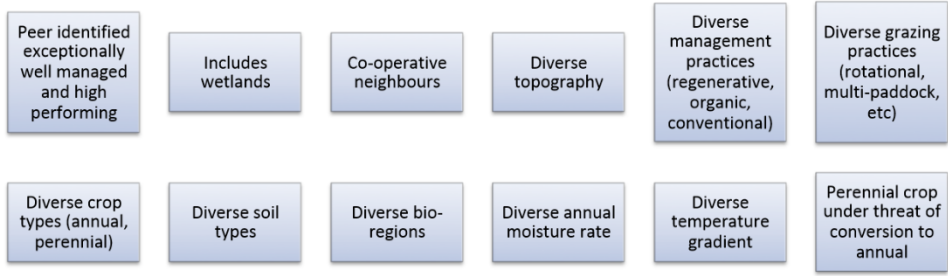 Peer identified
exceptionally
well managed
and high
performing
Includes
wetlands
Co-operative
neighbours
Diverse
topography
Diverse
management
practices
(regenerative,
organic,
conventional)
Diverse grazing
practices
(rotational,
multi-paddock,
etc)
Diverse crop
types (annual,
perennial)
Diverse soil
types
Diverse bio-
regions
Diverse annual
moisture rate
Diverse
temperature
gradient
Perennial crop
under threat of
conversion to
annual